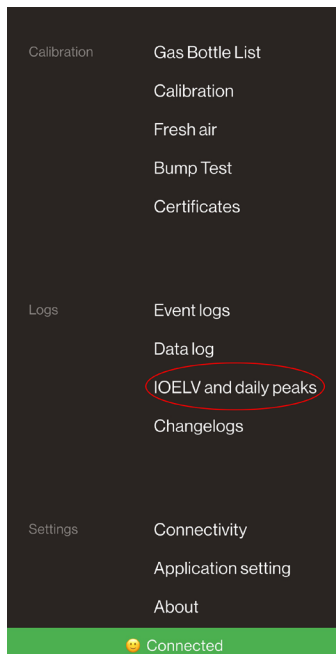 Calibration Gas Bottle List
Calibration
Fresh air
Bump Test
Certificates
Logs Event logs
Data log
IOELV and daily peaks
Changelogs
Settings Connectivity
Application setting
About
🙂 Connected